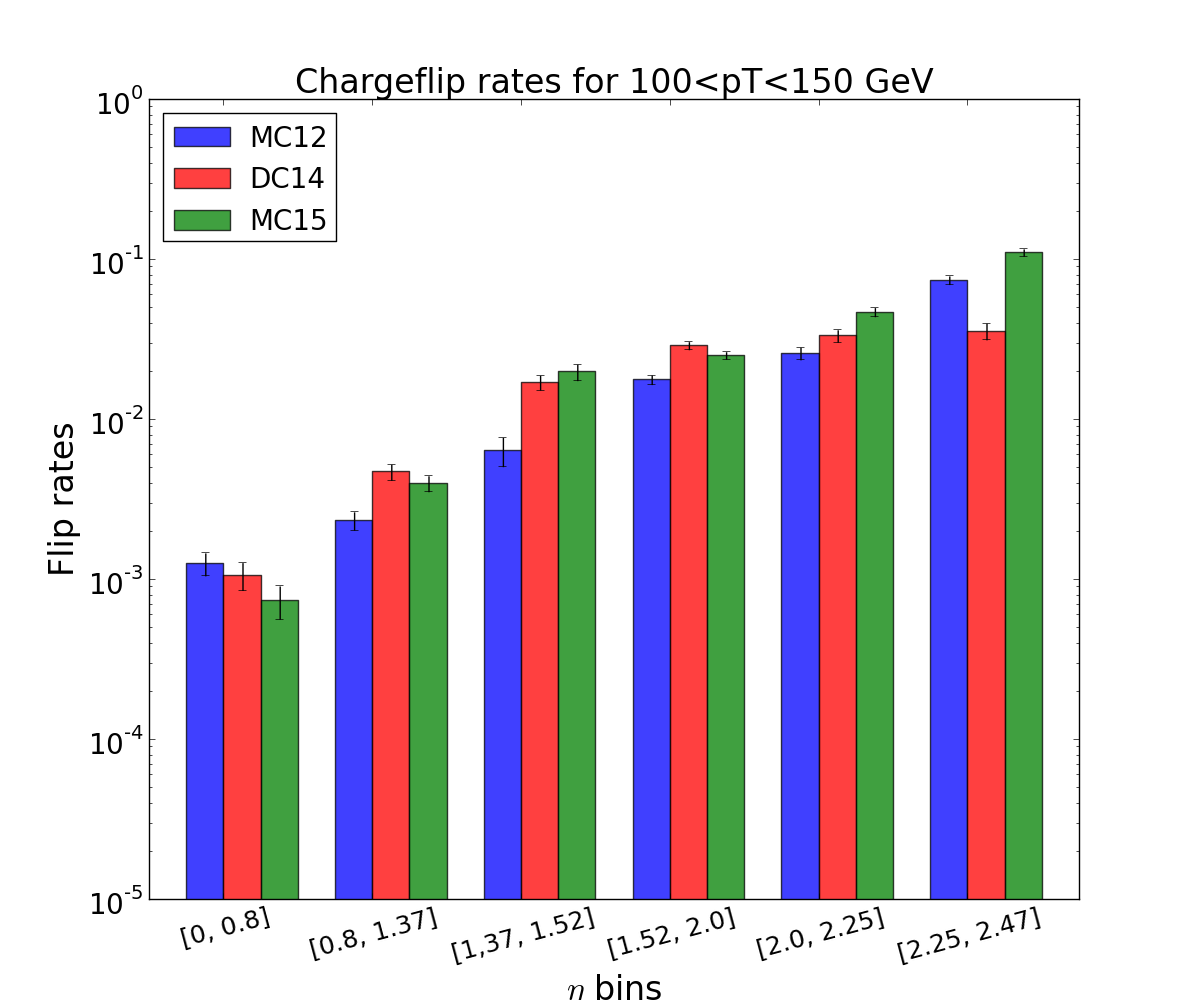 Chargeflip rates for 100<pT<150 GeV
MC12
DC14
MC15
10^0
10^-1
10^-2
10^-3
10^-4
10^-5
Flip rates
[0, 0.8]
[0.8, 1.37]
[1,37, 1.52]
[1.52, 2.0]
[2.0, 2.25]
[2.25, 2.47]
η bins